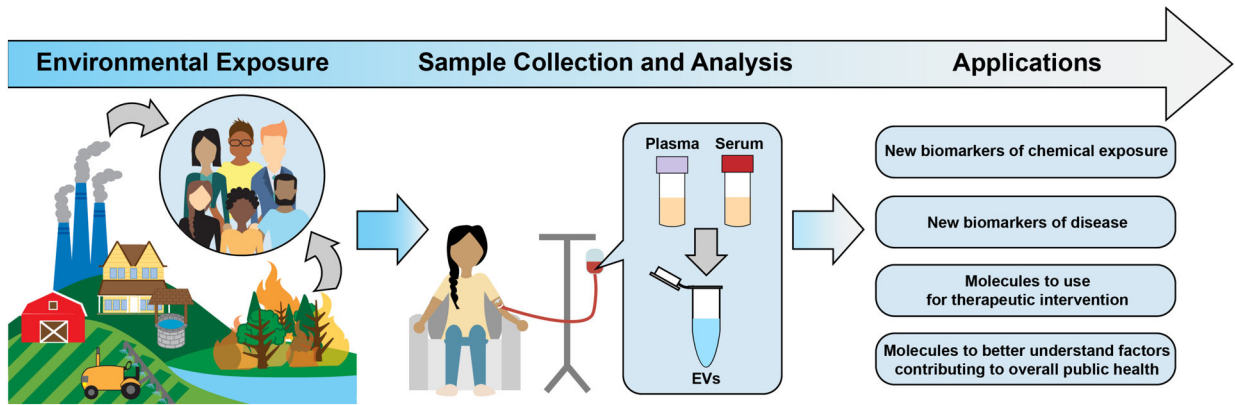 Environmental Exposure
Sample Collection and Analysis
Applications
Plasma
Serum
EVs
New biomarkers of chemical exposure
New biomarkers of disease
Molecules to use
for therapeutic intervention
Molecules to better understand factors
contributing to overall public health